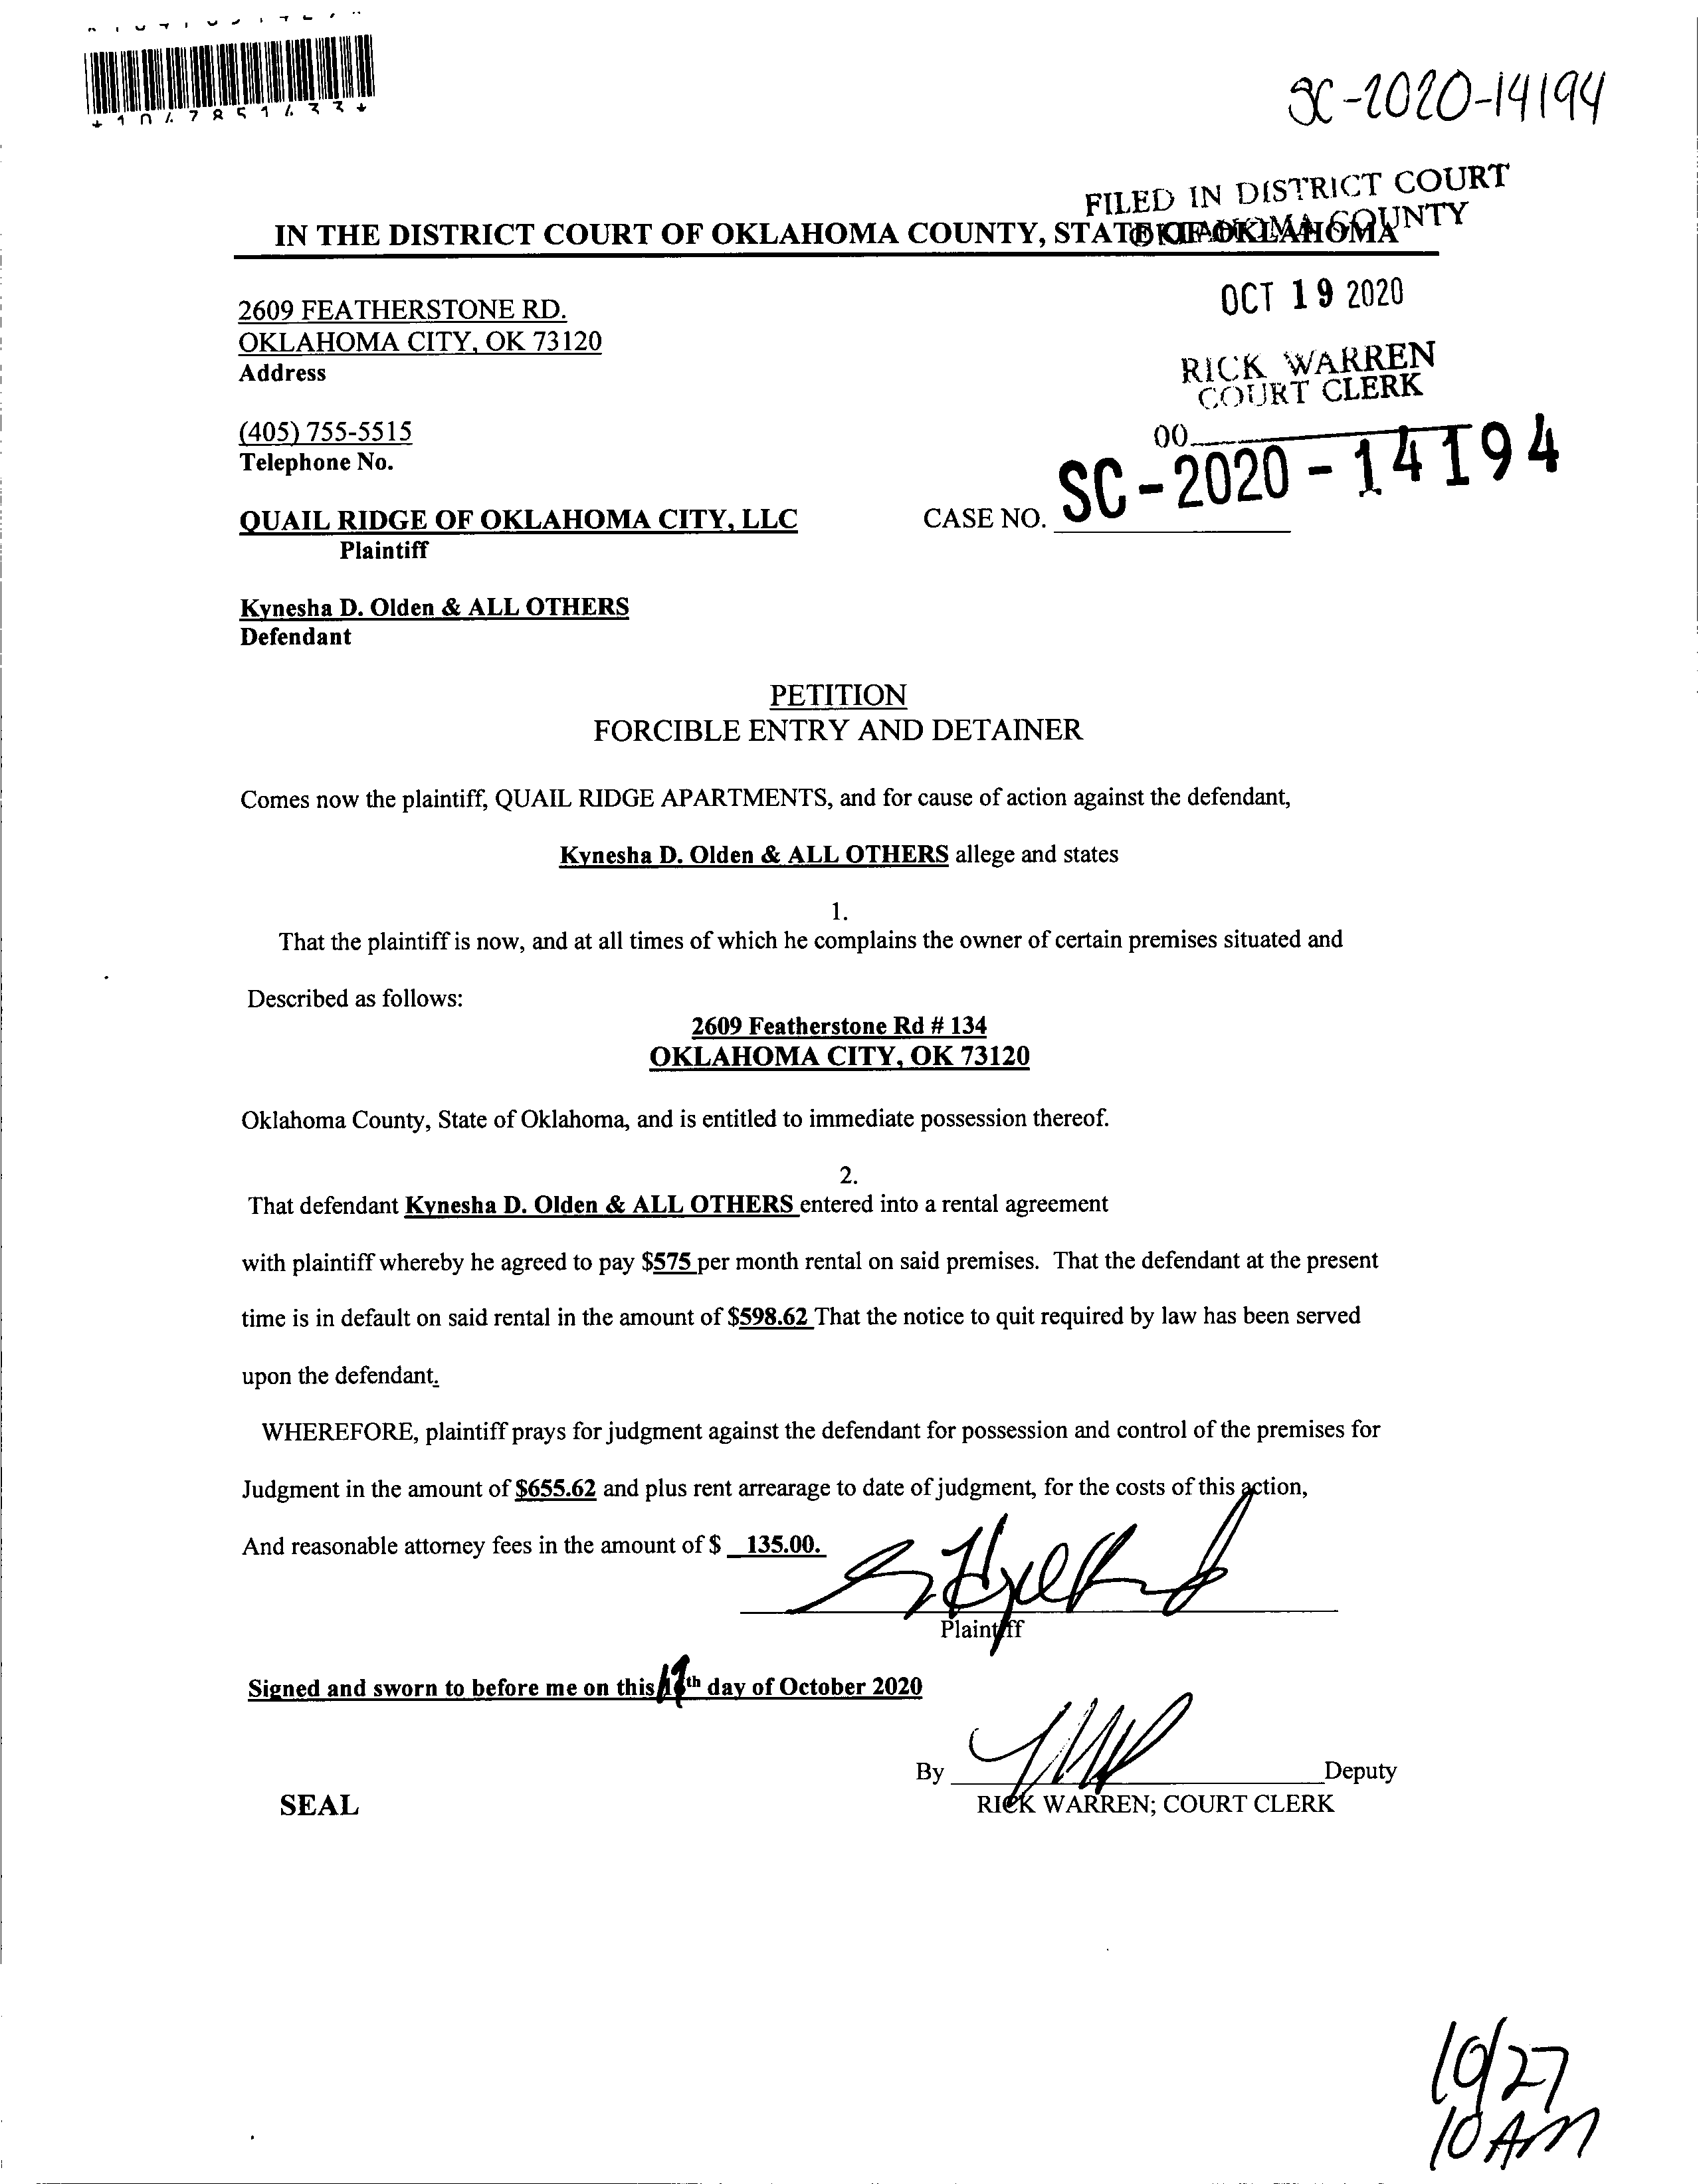 SC-2020-14194
FILED IN DISTRICT COURT
OKLAHOMA COUNTY
IN THE DISTRICT COURT OF OKLAHOMA COUNTY, STATE OF OKLAHOMA
OCT 19 2020
2609 FEATHERSTONE RD.
OKLAHOMA CITY, OK 73120
Address
RICK WARREN
COURT CLERK
(405) 755-5515
Telephone No.
SC-2020-14194
QUAIL RIDGE OF OKLAHOMA CITY, LLC
CASE NO.
Plaintiff
Kynesha D. Olden & ALL OTHERS
Defendant
PETITION
FORCIBLE ENTRY AND DETAINER
Comes now the plaintiff, QUAIL RIDGE APARTMENTS, and for cause of action against the defendant,
Kynesha D. Olden & ALL OTHERS allege and states
1.
That the plaintiff is now, and at all times of which he complains the owner of certain premises situated and
Described as follows:
2609 Featherstone Rd # 134
OKLAHOMA CITY, OK 73120
Oklahoma County, State of Oklahoma, and is entitled to immediate possession thereof.
2.
That defendant Kynesha D. Olden & ALL OTHERS entered into a rental agreement
with plaintiff whereby he agreed to pay $575 per month rental on said premises. That the defendant at the present
time is in default on said rental in the amount of $598.62 That the notice to quit required by law has been served
upon the defendant.
WHEREFORE, plaintiff prays for judgment against the defendant for possession and control of the premises for
Judgment in the amount of $655.62 and plus rent arrearage to date of judgment, for the costs of this action,
And reasonable attorney fees in the amount of $ 135.00.
Plaintiff
Signed and sworn to before me on this 19th day of October 2020
By Deputy
SEAL
RICK WARREN; COURT CLERK
10/27
10 AM